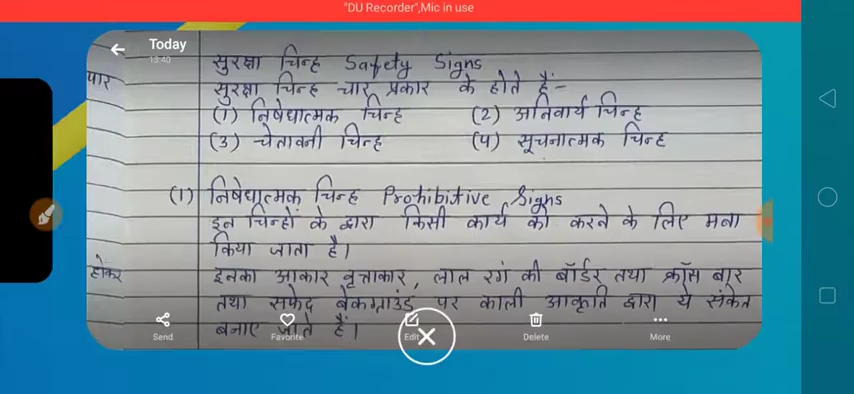 "DU Recorder",Mic in use
Today
13:40
सुरक्षा चिन्ह Safety Signs
पार
सुरक्षा चिन्ह चार प्रकार के होते हैं-
(1) निषेधात्मक चिन्ह (2) अनिवार्य चिन्ह
(3) चेतावनी चिन्ह (4) सूचनात्मक चिन्ह
(1) निषेधात्मक चिन्ह Prohibitive Signs
इन चिन्हों के द्वारा किसी कार्य को करने के लिए मना
किया जाता है।
होकर
इनका आकार वृत्ताकार, लाल रंग की बॉर्डर तथा क्रॉस बार
तथा सफेद बैकग्राउंड पर काली आकृति द्वारा ये संकेत
बनाए जाते हैं।
Send Favorite Edit Delete More